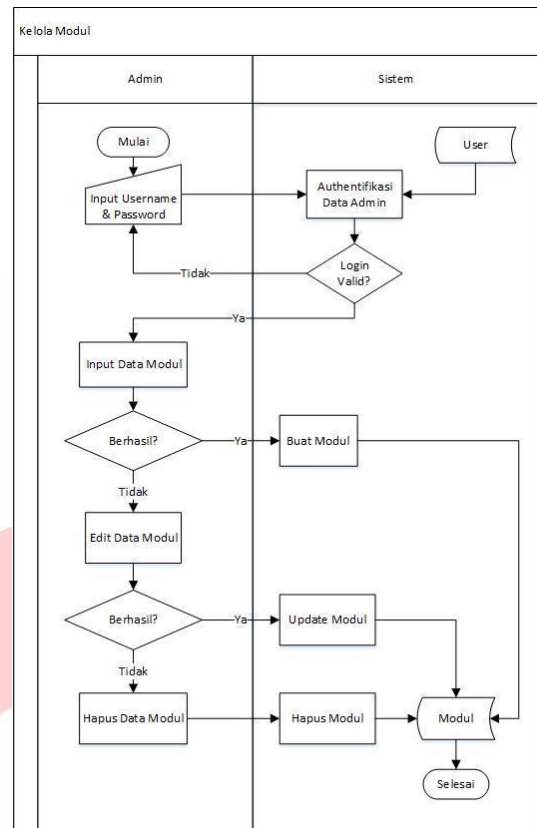 Kelola Modul
Admin
Sistem
Mulai
User
Input Username
& Password
Authentifikasi
Data Admin
Login
Valid?
Tidak
Ya
Input Data Modul
Berhasil?
Ya
Buat Modul
Tidak
Edit Data Modul
Berhasil?
Ya
Update Modul
Tidak
Hapus Data Modul
Hapus Modul
Modul
Selesai